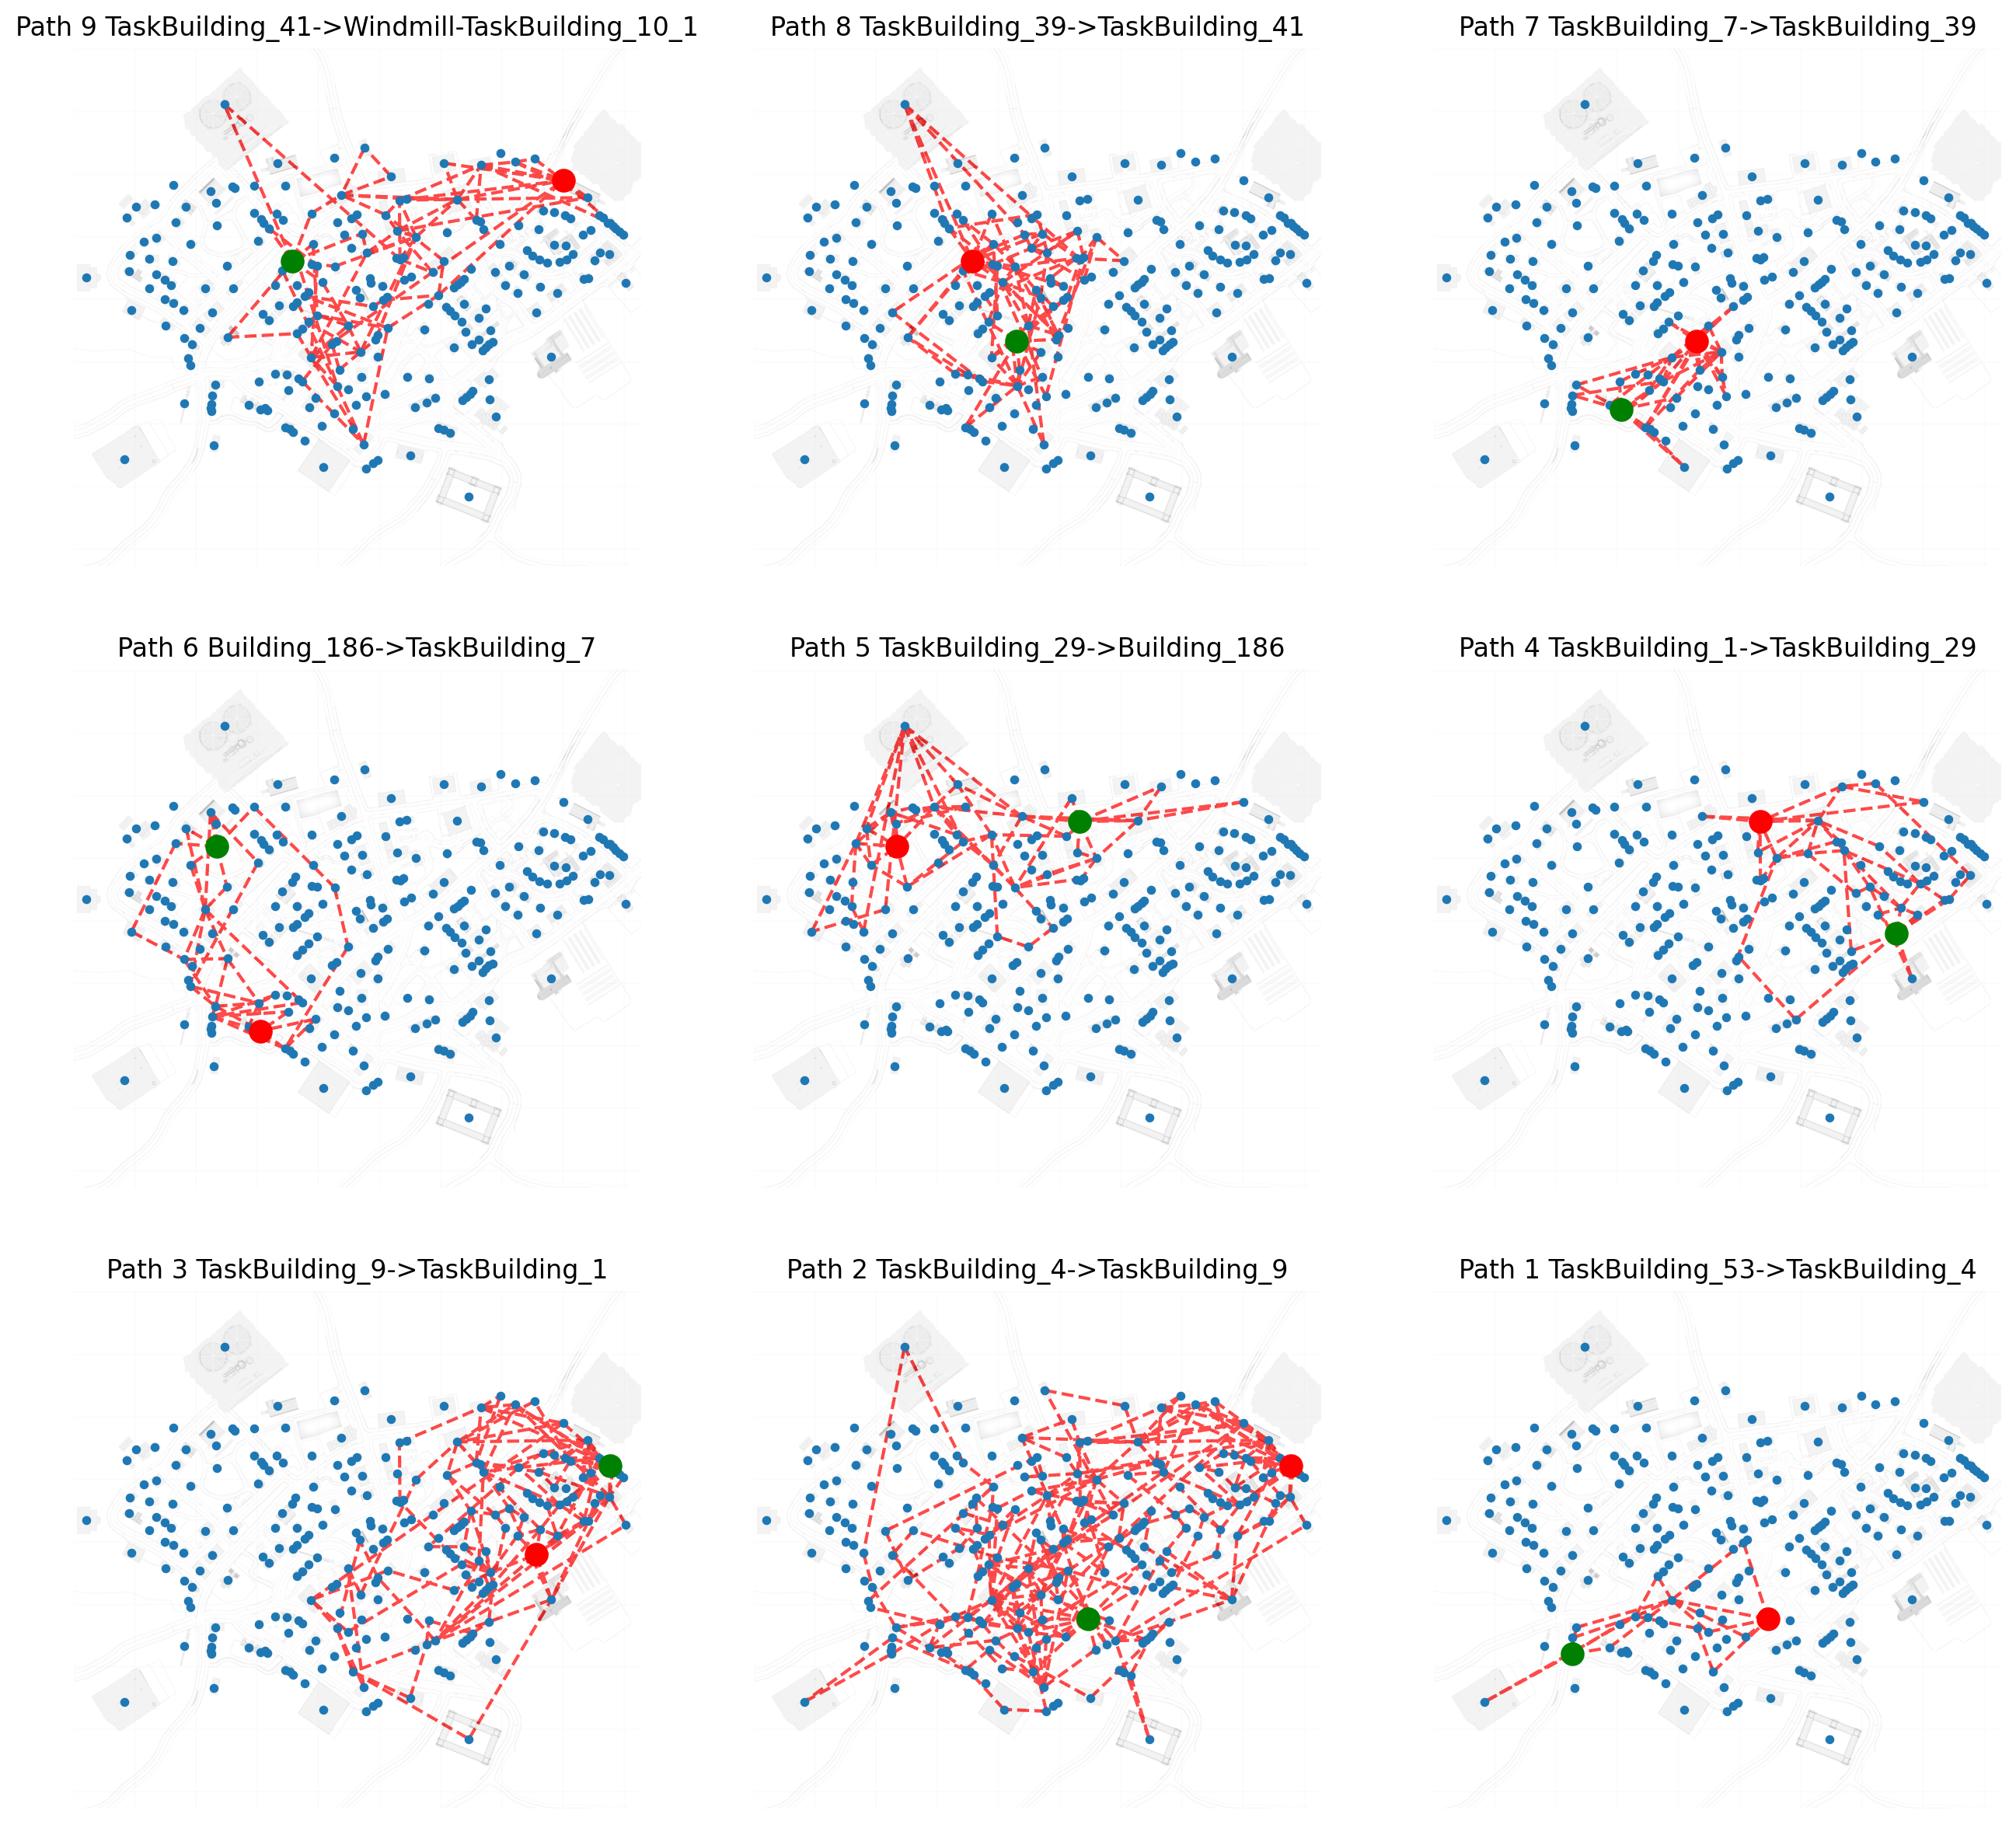 Path 9 TaskBuilding_41->Windmill-TaskBuilding_10_1
Path 8 TaskBuilding_39->TaskBuilding_41
Path 7 TaskBuilding_7->TaskBuilding_39
Path 6 Building_186->TaskBuilding_7
Path 5 TaskBuilding_29->Building_186
Path 4 TaskBuilding_1->TaskBuilding_29
Path 3 TaskBuilding_9->TaskBuilding_1
Path 2 TaskBuilding_4->TaskBuilding_9
Path 1 TaskBuilding_53->TaskBuilding_4